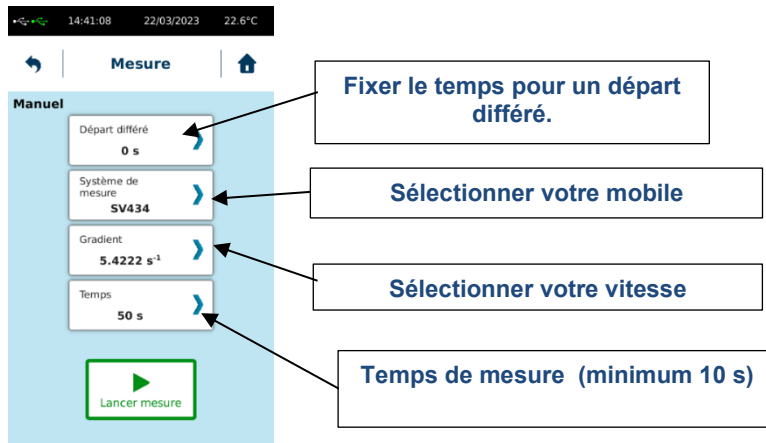 14:41:08 22/03/2023 22.6°C
Mesure
Manuel
Départ différé
0 s
Système de
mesure
SV434
Gradient
5.4222 s⁻¹
Temps
50 s
Lancer mesure
Fixer le temps pour un départ
différé.
Sélectionner votre mobile
Sélectionner votre vitesse
Temps de mesure (minimum 10 s)